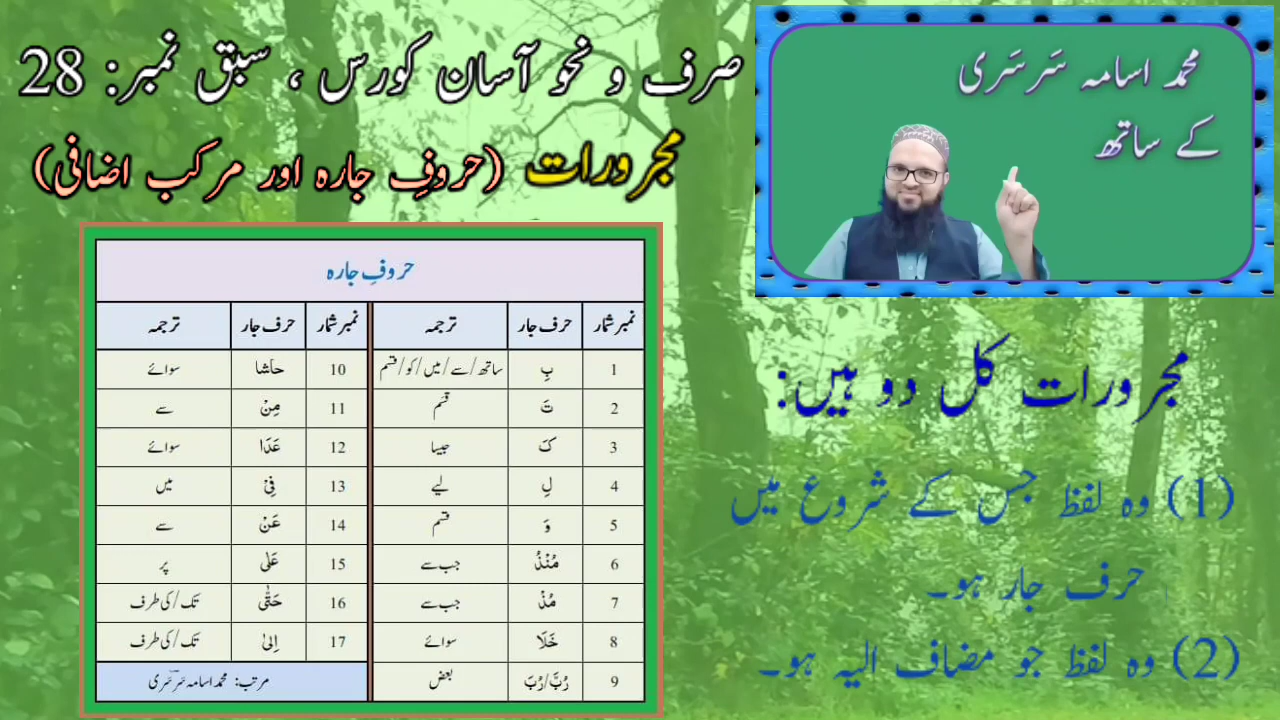 صرف و نحو آسان کورس ، سبق نمبر: 28
مجرورات (حروفِ جارہ اور مرکب اضافی)
محمد اسامہ سَرسَری
کے ساتھ
حروفِ جارہ
نمبر شمار حرف جار ترجمہ نمبر شمار حرف جار ترجمہ
1 بِ ساتھ/سے/میں/کو/قسم 10 حاشا سوائے
2 تَ قسم 11 مِنْ سے
3 کَ جیسا 12 عَدَا سوائے
4 لِ لیے 13 فِیْ میں
5 وَ قسم 14 عَنْ سے
6 مُنْذُ جب سے 15 عَلٰی پر
7 مُذْ جب سے 16 حَتّٰی تک/کی طرف
8 خَلَا سوائے 17 اِلیٰ تک/کی طرف
9 رُبَّ/رُبَ بعض مرتب: محمد اسامہ سَرسَری
مجرورات کل دو ہیں:
(1) وہ لفظ جس کے شروع میں
حرف جار ہو۔
(2) وہ لفظ جو مضاف الیہ ہو۔